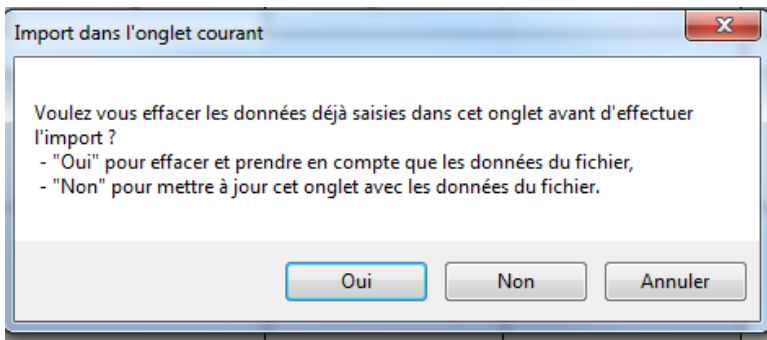 Import dans l'onglet courant
Voulez vous effacer les données déjà saisies dans cet onglet avant d'effectuer
l'import ?
- "Oui" pour effacer et prendre en compte que les données du fichier,
- "Non" pour mettre à jour cet onglet avec les données du fichier.
Oui Non Annuler